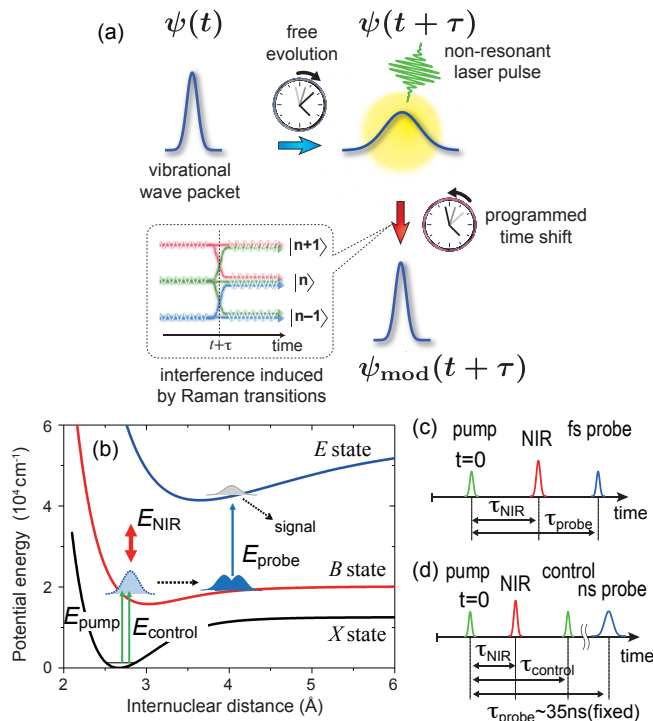 (a)
ψ(t)
free
evolution
ψ(t + τ)
non-resonant
laser pulse
vibrational
wave packet
programmed
time shift
|n+1⟩
|n⟩
|n−1⟩
t+τ
time
interference induced
by Raman transitions
ψmod(t + τ)
(b)
Potential energy (10⁴ cm⁻¹)
6
4
2
0
2
3
4
5
6
Internuclear distance (Å)
E state
signal
ENIR
Eprobe
B state
Epump
Econtrol
X state
(c)
pump
t=0
NIR
fs probe
τNIR
τprobe
time
(d)
pump
t=0
NIR
control
ns probe
τNIR
τcontrol
time
τprobe~35ns(fixed)